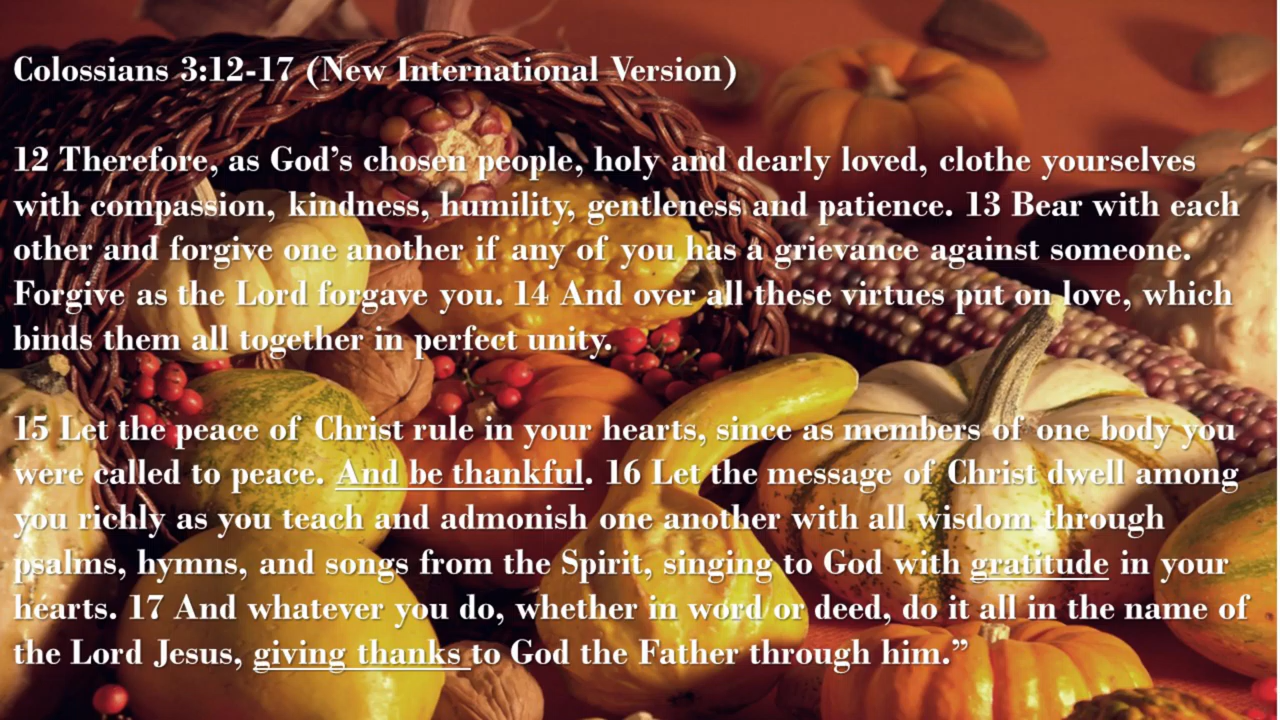 Colossians 3:12-17 (New International Version)
12 Therefore, as God’s chosen people, holy and dearly loved, clothe yourselves
with compassion, kindness, humility, gentleness and patience. 13 Bear with each
other and forgive one another if any of you has a grievance against someone.
Forgive as the Lord forgave you. 14 And over all these virtues put on love, which
binds them all together in perfect unity.
15 Let the peace of Christ rule in your hearts, since as members of one body you
were called to peace. And be thankful. 16 Let the message of Christ dwell among
you richly as you teach and admonish one another with all wisdom through
psalms, hymns, and songs from the Spirit, singing to God with gratitude in your
hearts. 17 And whatever you do, whether in word or deed, do it all in the name of
the Lord Jesus, giving thanks to God the Father through him.”